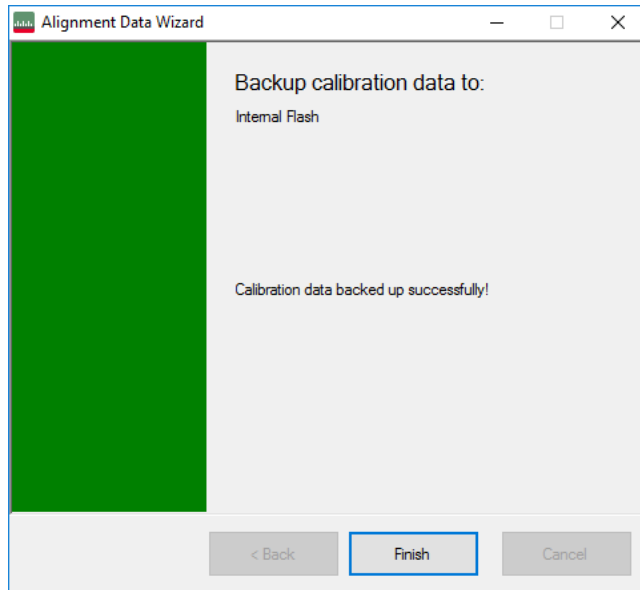 Alignment Data Wizard
Backup calibration data to:
Internal Flash
Calibration data backed up successfully!
< Back
Finish
Cancel